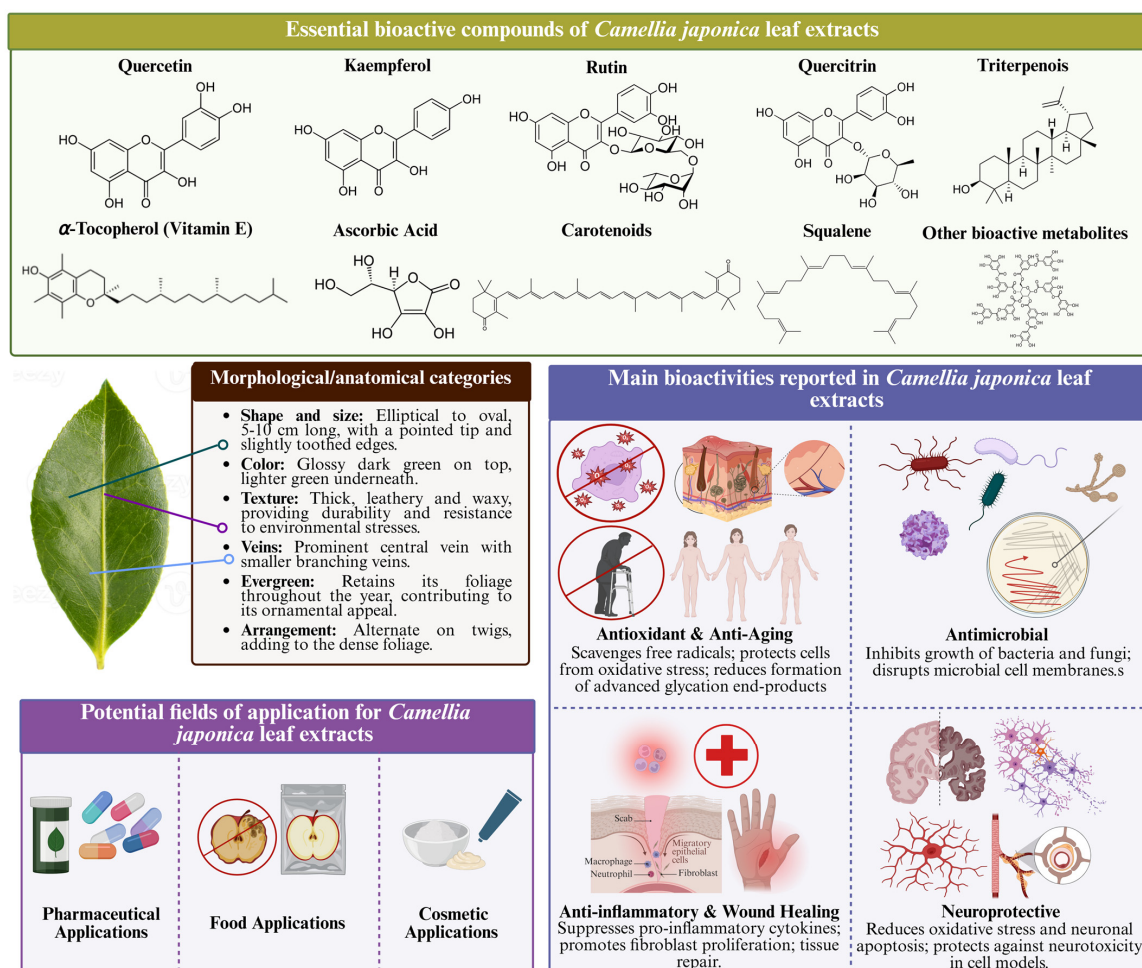 Essential bioactive compounds of Camellia japonica leaf extracts
Quercetin
Kaempferol
Rutin
Quercitrin
Triterpenois
α-Tocopherol (Vitamin E)
Ascorbic Acid
Carotenoids
Squalene
Other bioactive metabolites
Morphological/anatomical categories
• Shape and size: Elliptical to oval,
5-10 cm long, with a pointed tip and
slightly toothed edges.
• Color: Glossy dark green on top,
lighter green underneath.
• Texture: Thick, leathery and waxy,
providing durability and resistance
to environmental stresses.
• Veins: Prominent central vein with
smaller branching veins.
• Evergreen: Retains its foliage
throughout the year, contributing to
its ornamental appeal.
• Arrangement: Alternate on twigs,
adding to the dense foliage.
Main bioactivities reported in Camellia japonica leaf
extracts
Antioxidant & Anti-Aging
Scavenges free radicals; protects cells
from oxidative stress; reduces formation
of advanced glycation end-products
Antimicrobial
Inhibits growth of bacteria and fungi;
disrupts microbial cell membranes.s
Scab
Migratory
epithelial
cells
Macrophage
Neutrophil
Fibroblast
Anti-inflammatory & Wound Healing
Suppresses pro-inflammatory cytokines;
promotes fibroblast proliferation; tissue
repair.
Neuroprotective
Reduces oxidative stress and neuronal
apoptosis; protects against neurotoxicity
in cell models.
Potential fields of application for Camellia
japonica leaf extracts
Pharmaceutical
Applications
Food Applications
Cosmetic
Applications